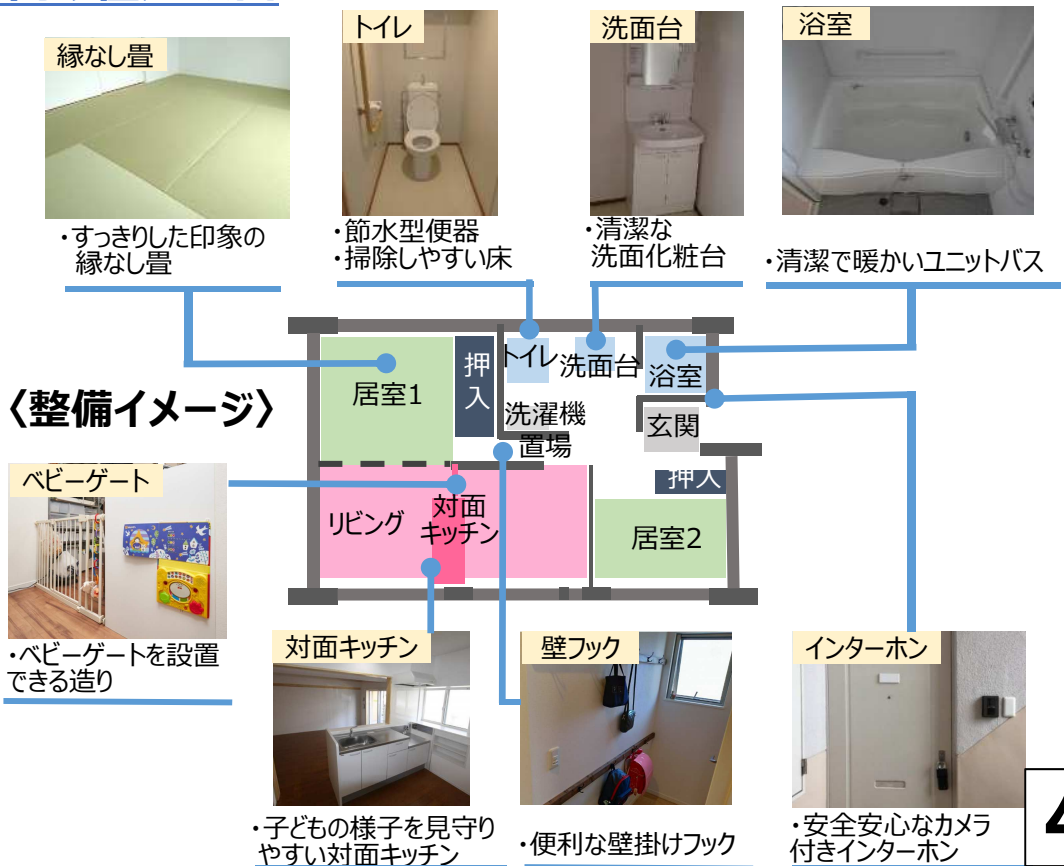 縁なし畳
トイレ
洗面台
浴室
・すっきりした印象の
縁なし畳
・節水型便器
・掃除しやすい床
・清潔な
洗面化粧台
・清潔で暖かいユニットバス
〈整備イメージ〉
居室1
押入
トイレ
洗面台
浴室
洗濯機
置場
玄関
押入
リビング
対面
キッチン
居室2
ベビーゲート
・ベビーゲートを設置
できる造り
対面キッチン
壁フック
インターホン
・子どもの様子を見守り
やすい対面キッチン
・便利な壁掛けフック
・安全安心なカメラ
付きインターホン